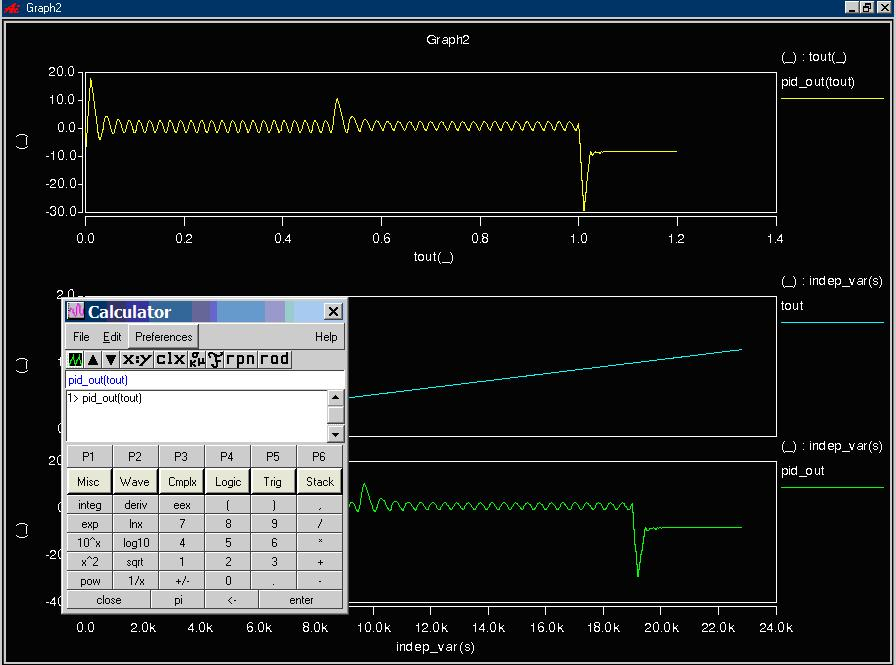 Graph2
Graph2
(_) : tout(_)
pid_out(tout)
20.0
10.0
0.0
-10.0
-20.0
-30.0
(_)
0.0 0.2 0.4 0.6 0.8 1.0 1.2 1.4
tout(_)
(_) : indep_var(s)
tout
2.0
(_)
Calculator
File Edit Preferences Help
x:y clx rpn rad
pid_out(tout)
1> pid_out(tout)
P1 P2 P3 P4 P5 P6
Misc Wave Cmplx Logic Trig Stack
integ deriv eex ( ) ,
exp lnx 7 8 9 /
10^x log10 4 5 6 *
x^2 sqrt 1 2 3 +
pow 1/x +/- 0 . -
close pi <- enter
(_) : indep_var(s)
pid_out
(_)
0.0 2.0k 4.0k 6.0k 8.0k 10.0k 12.0k 14.0k 16.0k 18.0k 20.0k 22.0k 24.0k
indep_var(s)